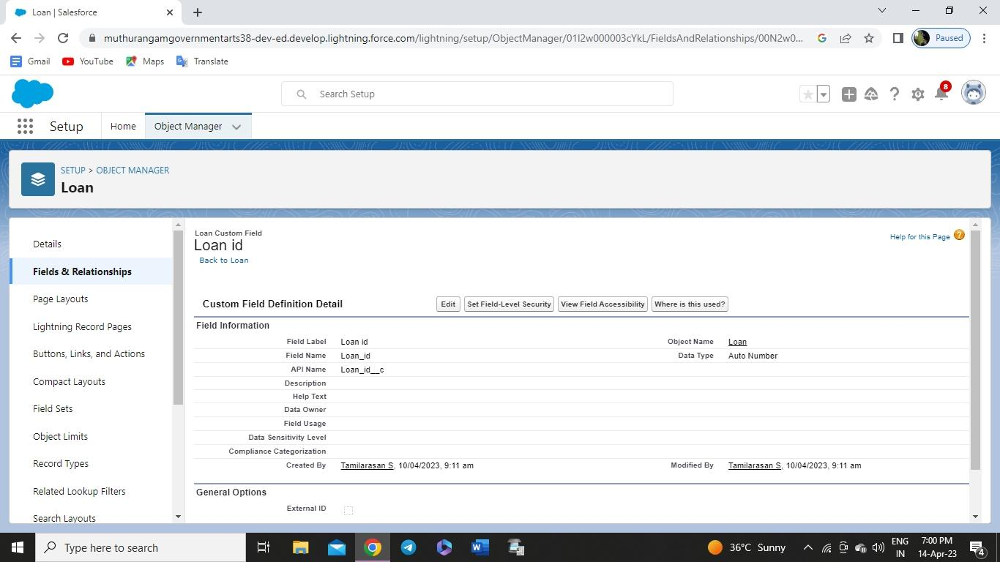 Loan | Salesforce
muthurangamgovernmentarts38-dev-ed.develop.lightning.force.com/lightning/setup/ObjectManager/01I2w000003cYkL/FieldsAndRelationships/00N2w0...
Paused
Gmail
YouTube
Maps
Translate
Search Setup
8
Setup
Home
Object Manager
SETUP > OBJECT MANAGER
Loan
Details
Fields & Relationships
Page Layouts
Lightning Record Pages
Buttons, Links, and Actions
Compact Layouts
Field Sets
Object Limits
Record Types
Related Lookup Filters
Search Layouts
Loan Custom Field
Loan id
Back to Loan
Help for this Page
Custom Field Definition Detail
Edit
Set Field-Level Security
View Field Accessibility
Where is this used?
Field Information
Field Label Loan id Object Name Loan
Field Name Loan_id Data Type Auto Number
API Name Loan_id__c
Description
Help Text
Data Owner
Field Usage
Data Sensitivity Level
Compliance Categorization
Created By Tamilarasan S, 10/04/2023, 9:11 am Modified By Tamilarasan S, 10/04/2023, 9:11 am
General Options
External ID
Type here to search
36°C Sunny
ENG
IN
7:00 PM
14-Apr-23
4